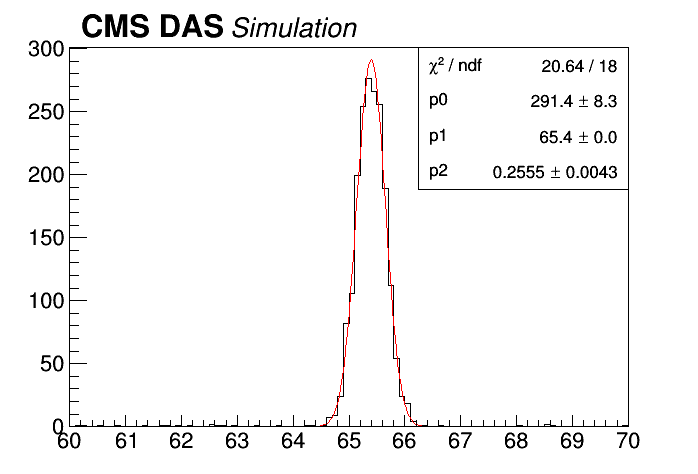 CMS DAS Simulation
χ² / ndf 20.64 / 18
p0 291.4 ± 8.3
p1 65.4 ± 0.0
p2 0.2555 ± 0.0043
300
250
200
150
100
50
0
60 61 62 63 64 65 66 67 68 69 70